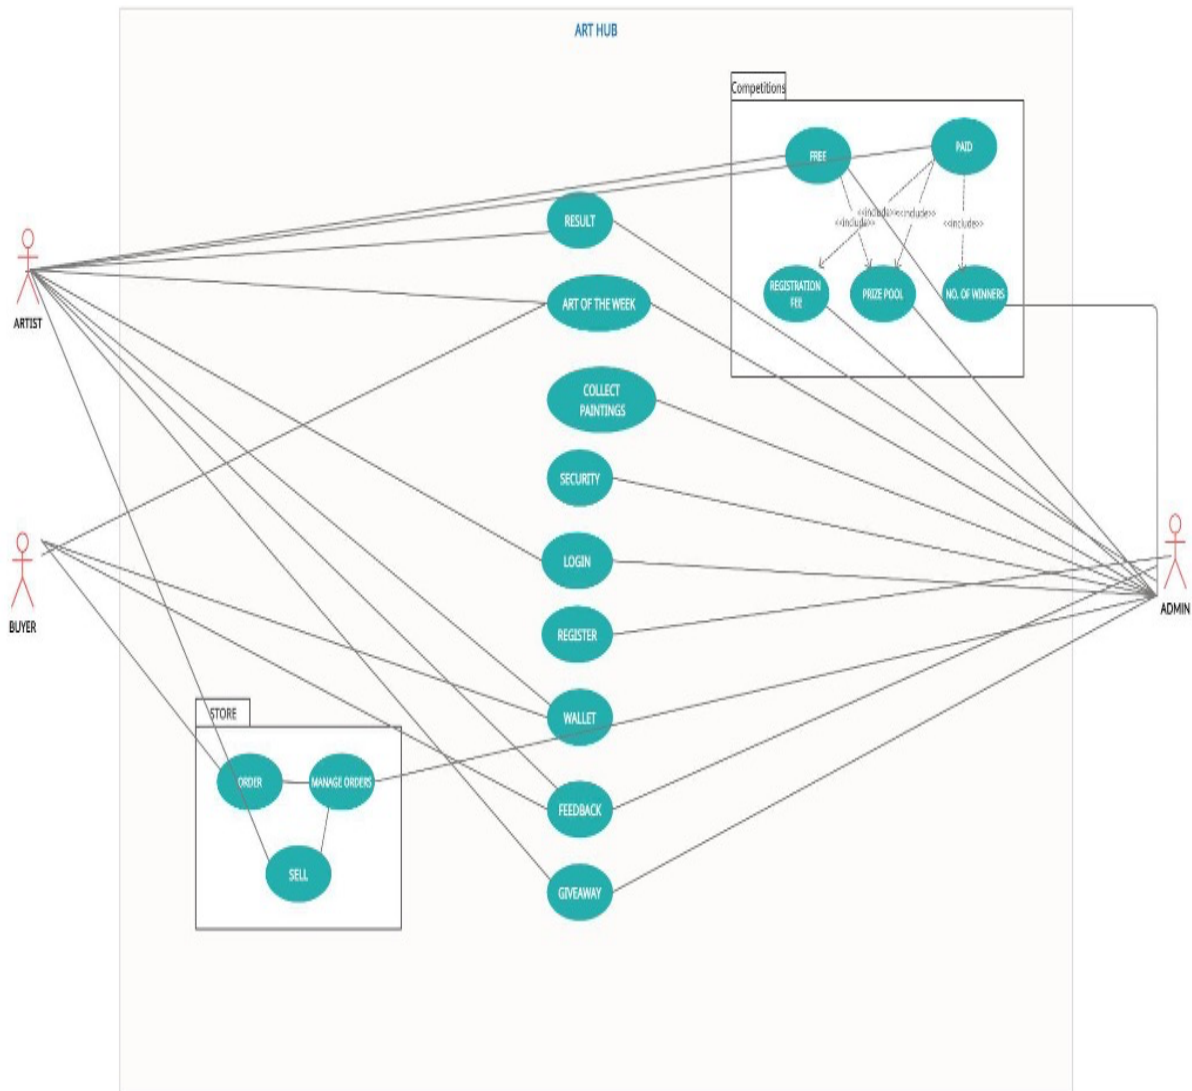 ART HUB
Competitions
FREE
PAID
<<include>>
<<include>>
<<include>>
<<include>>
REGISTRATION
FEE
PRIZE POOL
NO. OF WINNERS
RESULT
ART OF THE WEEK
COLLECT
PAINTINGS
SECURITY
LOGIN
REGISTER
WALLET
FEEDBACK
GIVEAWAY
ARTIST
BUYER
ADMIN
STORE
ORDER
MANAGE ORDERS
SELL